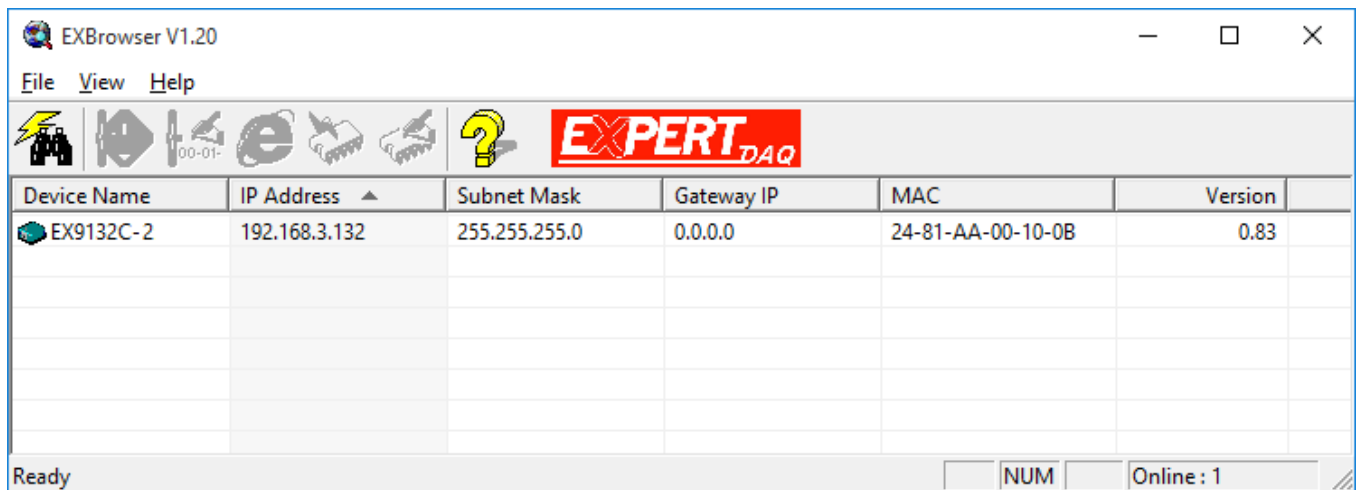 EXBrowser V1.20
File View Help
00-01-
EXPERT DAQ
Device Name IP Address Subnet Mask Gateway IP MAC Version
EX9132C-2 192.168.3.132 255.255.255.0 0.0.0.0 24-81-AA-00-10-0B 0.83
Ready NUM Online : 1